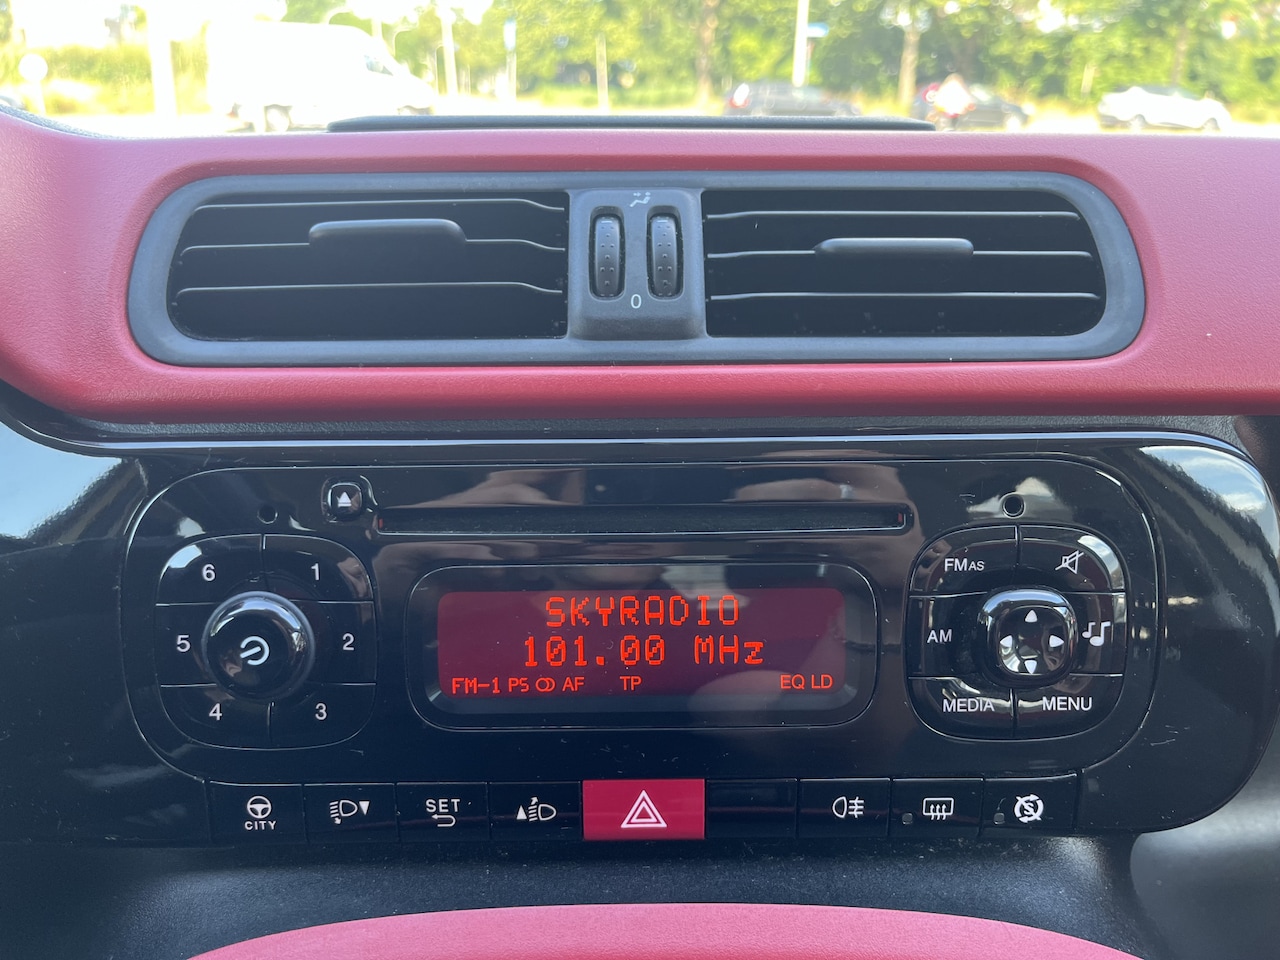 0
6 1
5 2
4 3
SKYRADIO
101.00 MHz
FM-1 PS AF TP EQ LD
FMAS
AM
MEDIA MENU
CITY
SET
S